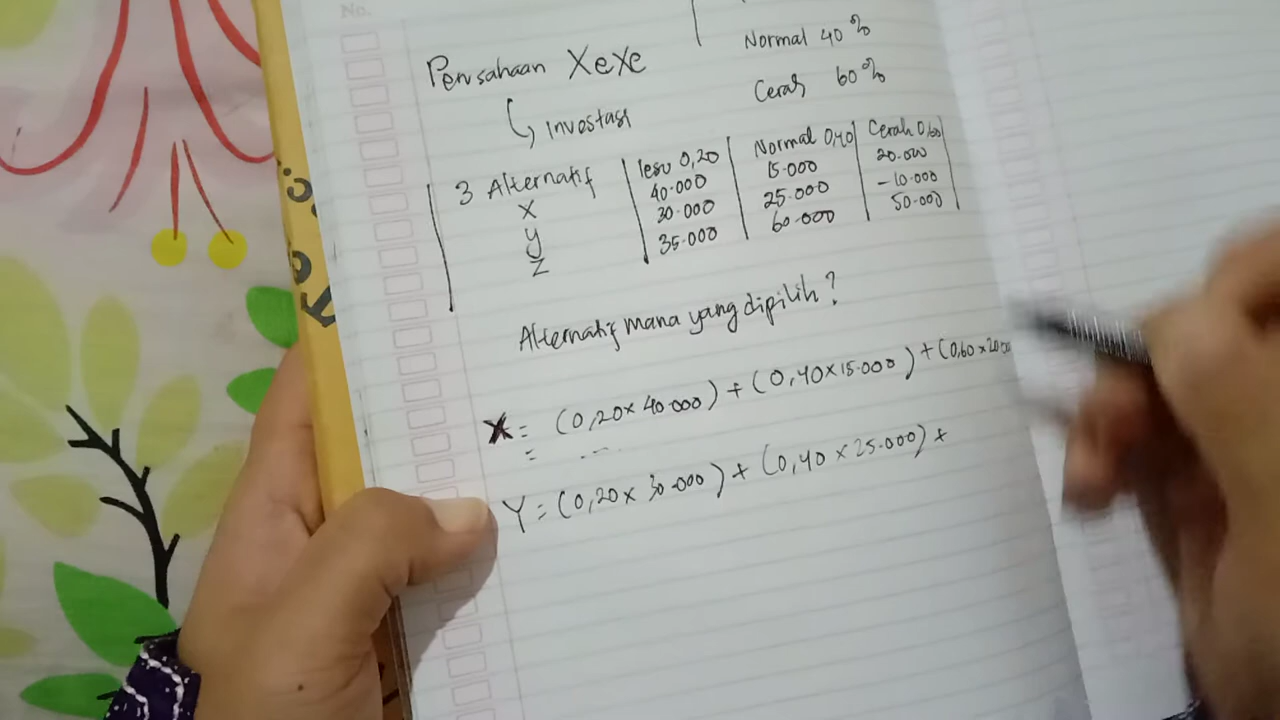 No.
Normal 40%
Perusahaan XeXe
Cerah 60%
Investasi
3 Alternatif lesu 0,20 Normal 0,40 Cerah 0,60
X 40.000 15.000 20.000
y 30.000 25.000 -10.000
Z 35.000 60.000 50.000
Alternatif mana yang dipilih?
X = (0,20 x 40.000) + (0,40 x 15.000) + (0,60 x 20.00
= ...
Y = (0,20 x 30.000) + (0,40 x 25.000) +